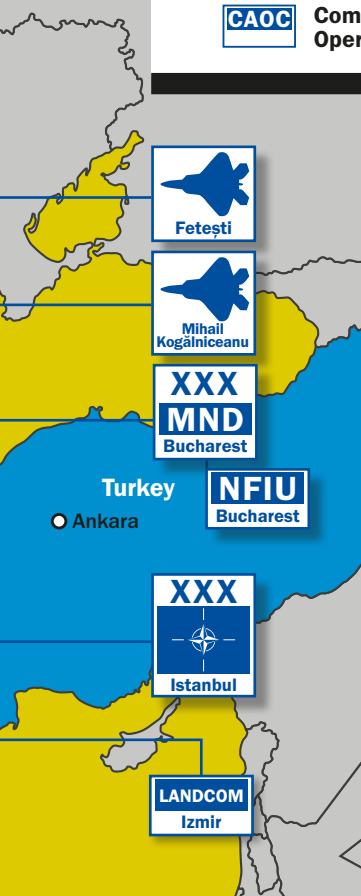 CAOC
Com
Oper
Fetești
Mihail
Kogălniceanu
XXX
MND
Bucharest
Turkey
NFIU
Bucharest
Ankara
XXX
Istanbul
LANDCOM
Izmir